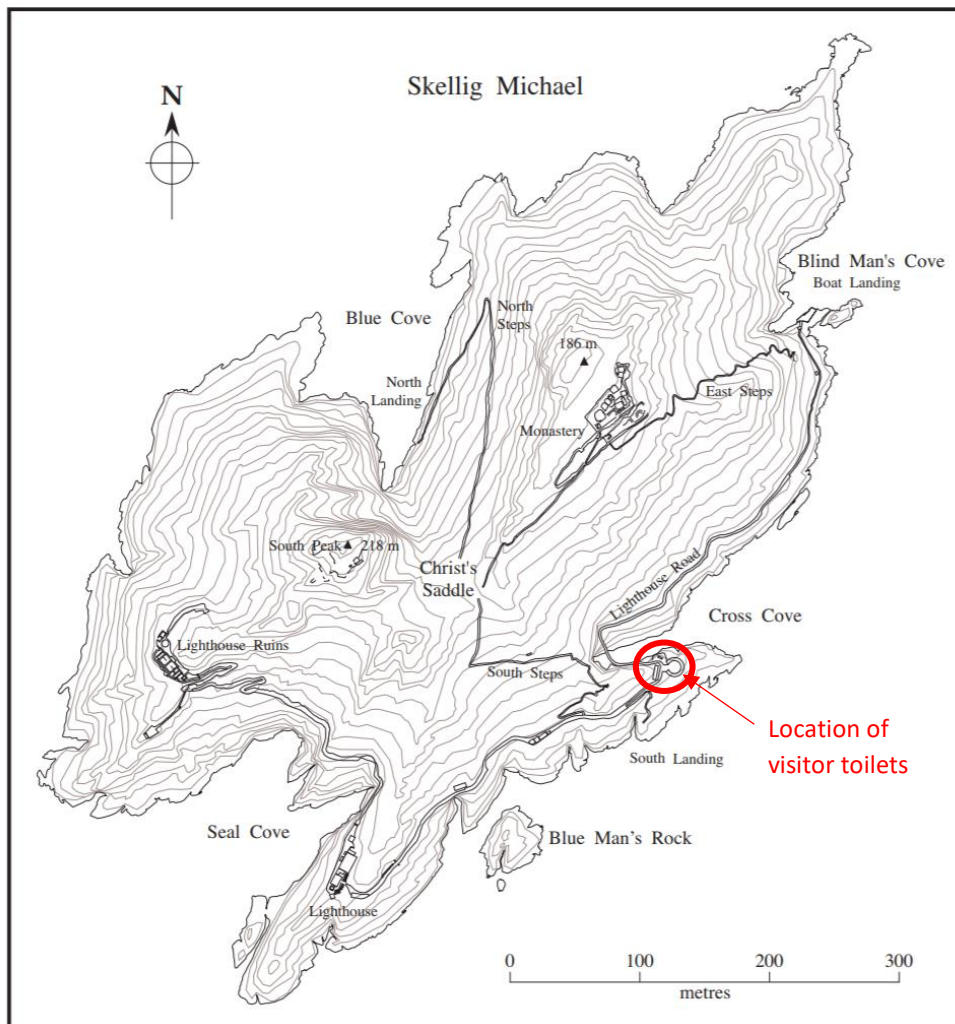 Skellig Michael
N
Blind Man's Cove
Boat Landing
North
Steps
Blue Cove
186 m
North
Landing
East Steps
Monastery
South Peak
218 m
Christ's
Saddle
Lighthouse Road
Cross Cove
Lighthouse Ruins
South Steps
Location of
visitor toilets
South Landing
Seal Cove
Blue Man's Rock
Lighthouse
0
100
200
300
metres